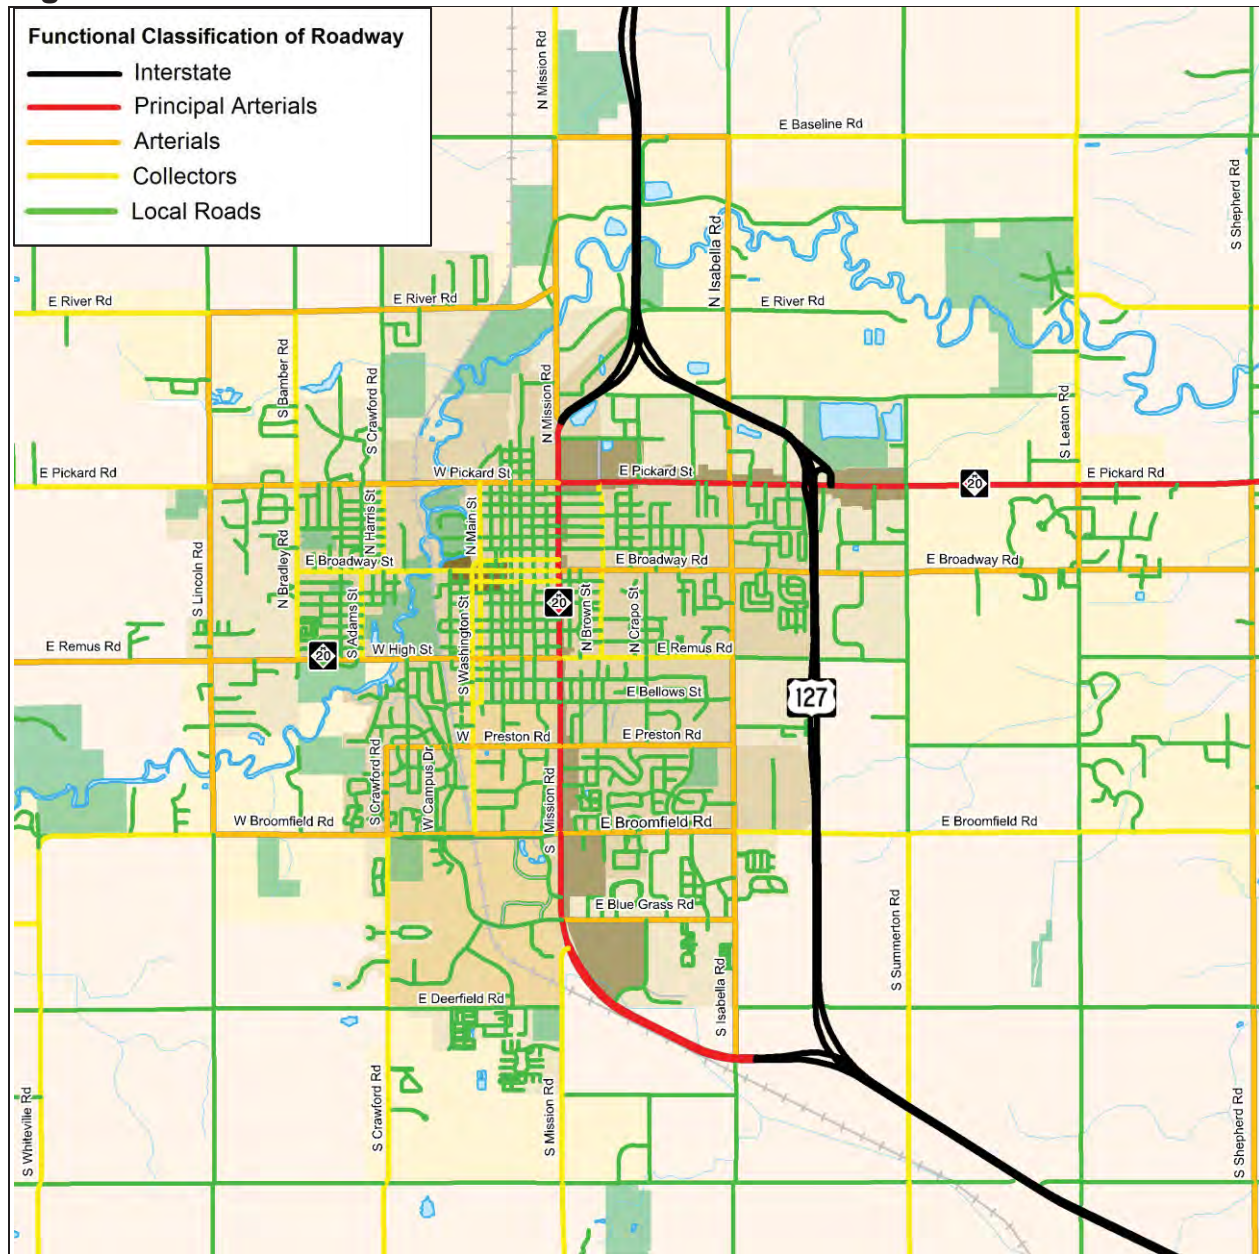 Functional Classification of Roadway
Interstate
Principal Arterials
Arterials
Collectors
Local Roads
N Mission Rd
E Baseline Rd
S Shepherd Rd
N Isabella Rd
E River Rd
E River Rd
E River Rd
S Bamber Rd
S Crawford Rd
N Mission Rd
S Leaton Rd
E Pickard Rd
W Pickard St
E Pickard St
20
E Pickard Rd
N Harris St
N Main St
N Bradley Rd
S Lincoln Rd
E Broadway St
E Broadway Rd
E Broadway Rd
S Adams St
S Washington St
20
N Brown St
N Crapo St
E Remus Rd
20
W High St
E Remus Rd
E Bellows St
127
W Preston Rd
E Preston Rd
S Crawford Rd
W Campus Dr
S Mission Rd
W Broomfield Rd
E Broomfield Rd
E Broomfield Rd
E Blue Grass Rd
S Summerton Rd
S Isabella Rd
E Deerfield Rd
S Whiteville Rd
S Crawford Rd
S Mission Rd
S Shepherd Rd